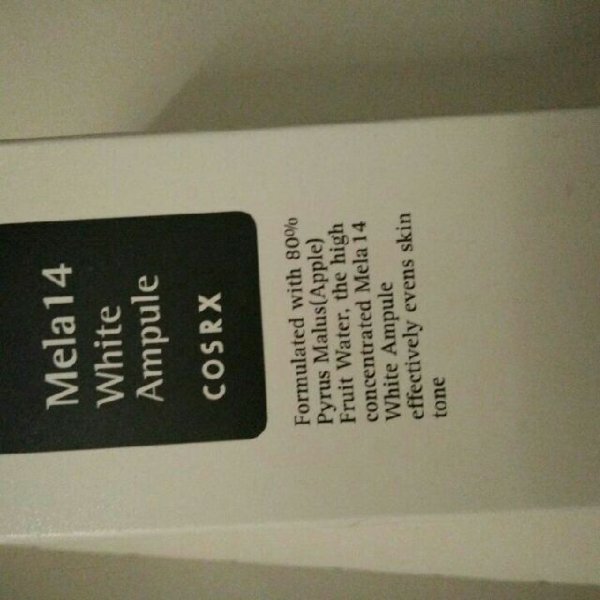 Mela14
White
Ampule
COSRX
Formulated with 80%
Pyrus Malus(Apple)
Fruit Water, the high
concentrated Mela14
White Ampule
effectively evens skin
tone